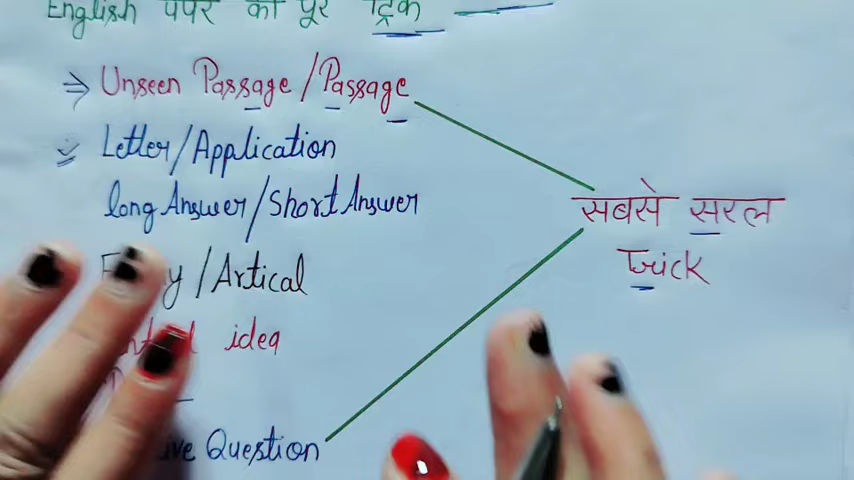 English पेपर की पूरी ट्रिक
⇒ Unseen Passage / Passage
Letter / Application
long Answer / Short Answer
/ Artical
idea
Question
सबसे सरल
Trick